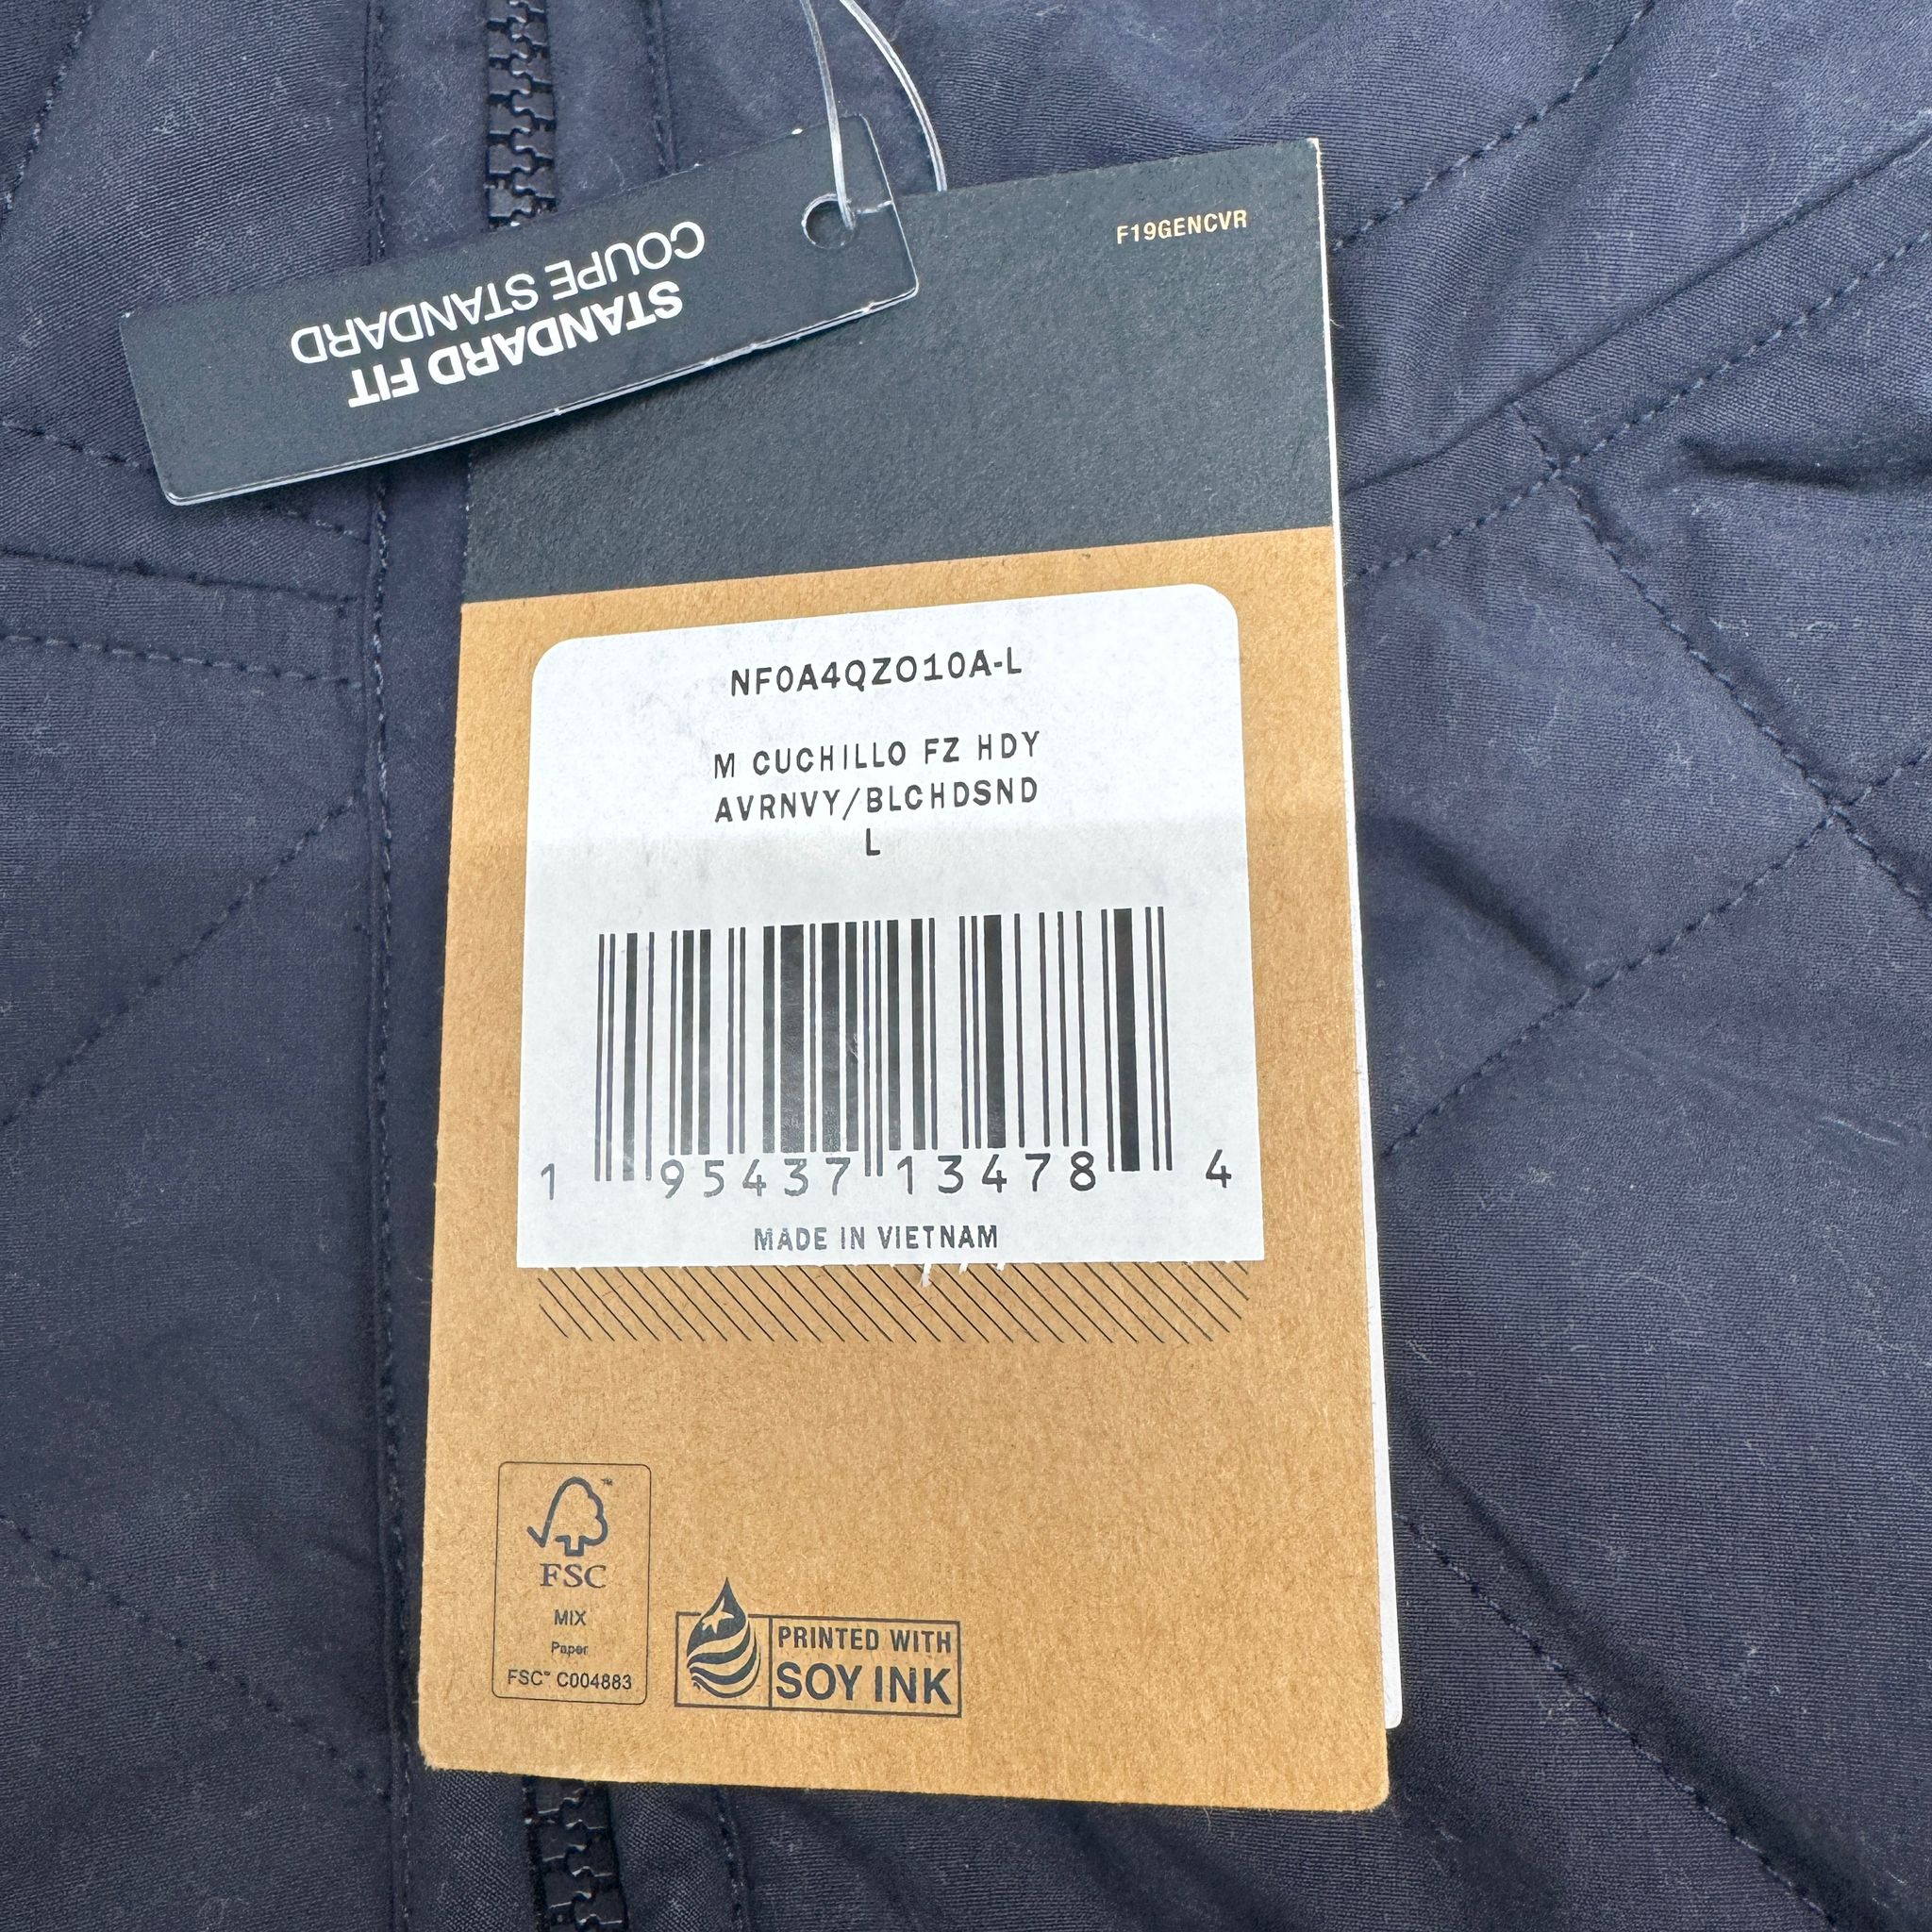 STANDARD FIT
COUPE STANDARD
F19GENCVR
NF0A4QZO10A-L
M CUCHILLO FZ HDY
AVRNVY/BLCHDSND
L
1 95437 13478 4
MADE IN VIETNAM
FSC
MIX
Paper
FSC™ C004883
PRINTED WITH
SOY INK